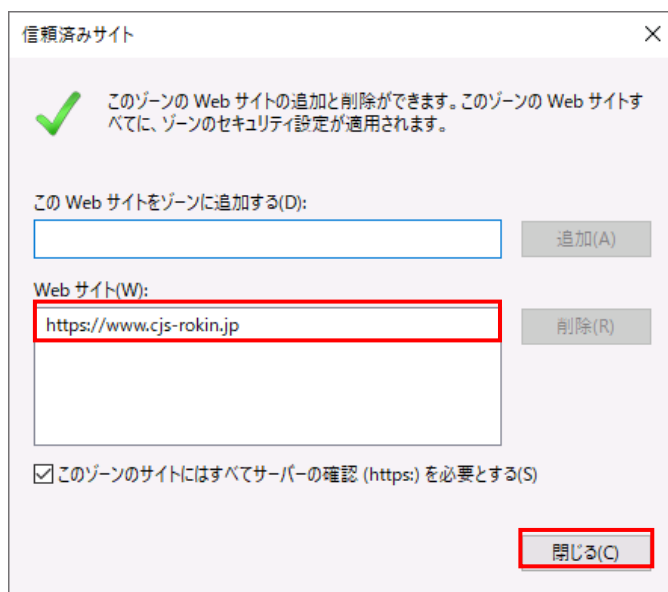 信頼済みサイト
このゾーンの Web サイトの追加と削除ができます。このゾーンの Web サイトす
べてに、ゾーンのセキュリティ設定が適用されます。
この Web サイトをゾーンに追加する(D):
追加(A)
Web サイト(W):
https://www.cjs-rokin.jp
削除(R)
このゾーンのサイトにはすべてサーバーの確認 (https:) を必要とする(S)
閉じる(C)